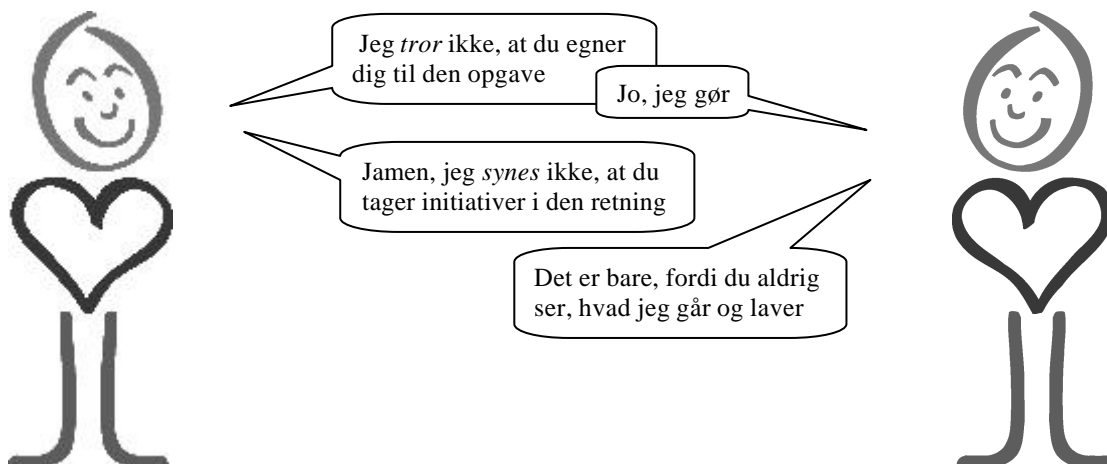 Jeg tror ikke, at du egner
dig til den opgave
Jo, jeg gør
Jamen, jeg synes ikke, at du
tager initiativer i den retning
Det er bare, fordi du aldrig
ser, hvad jeg går og laver